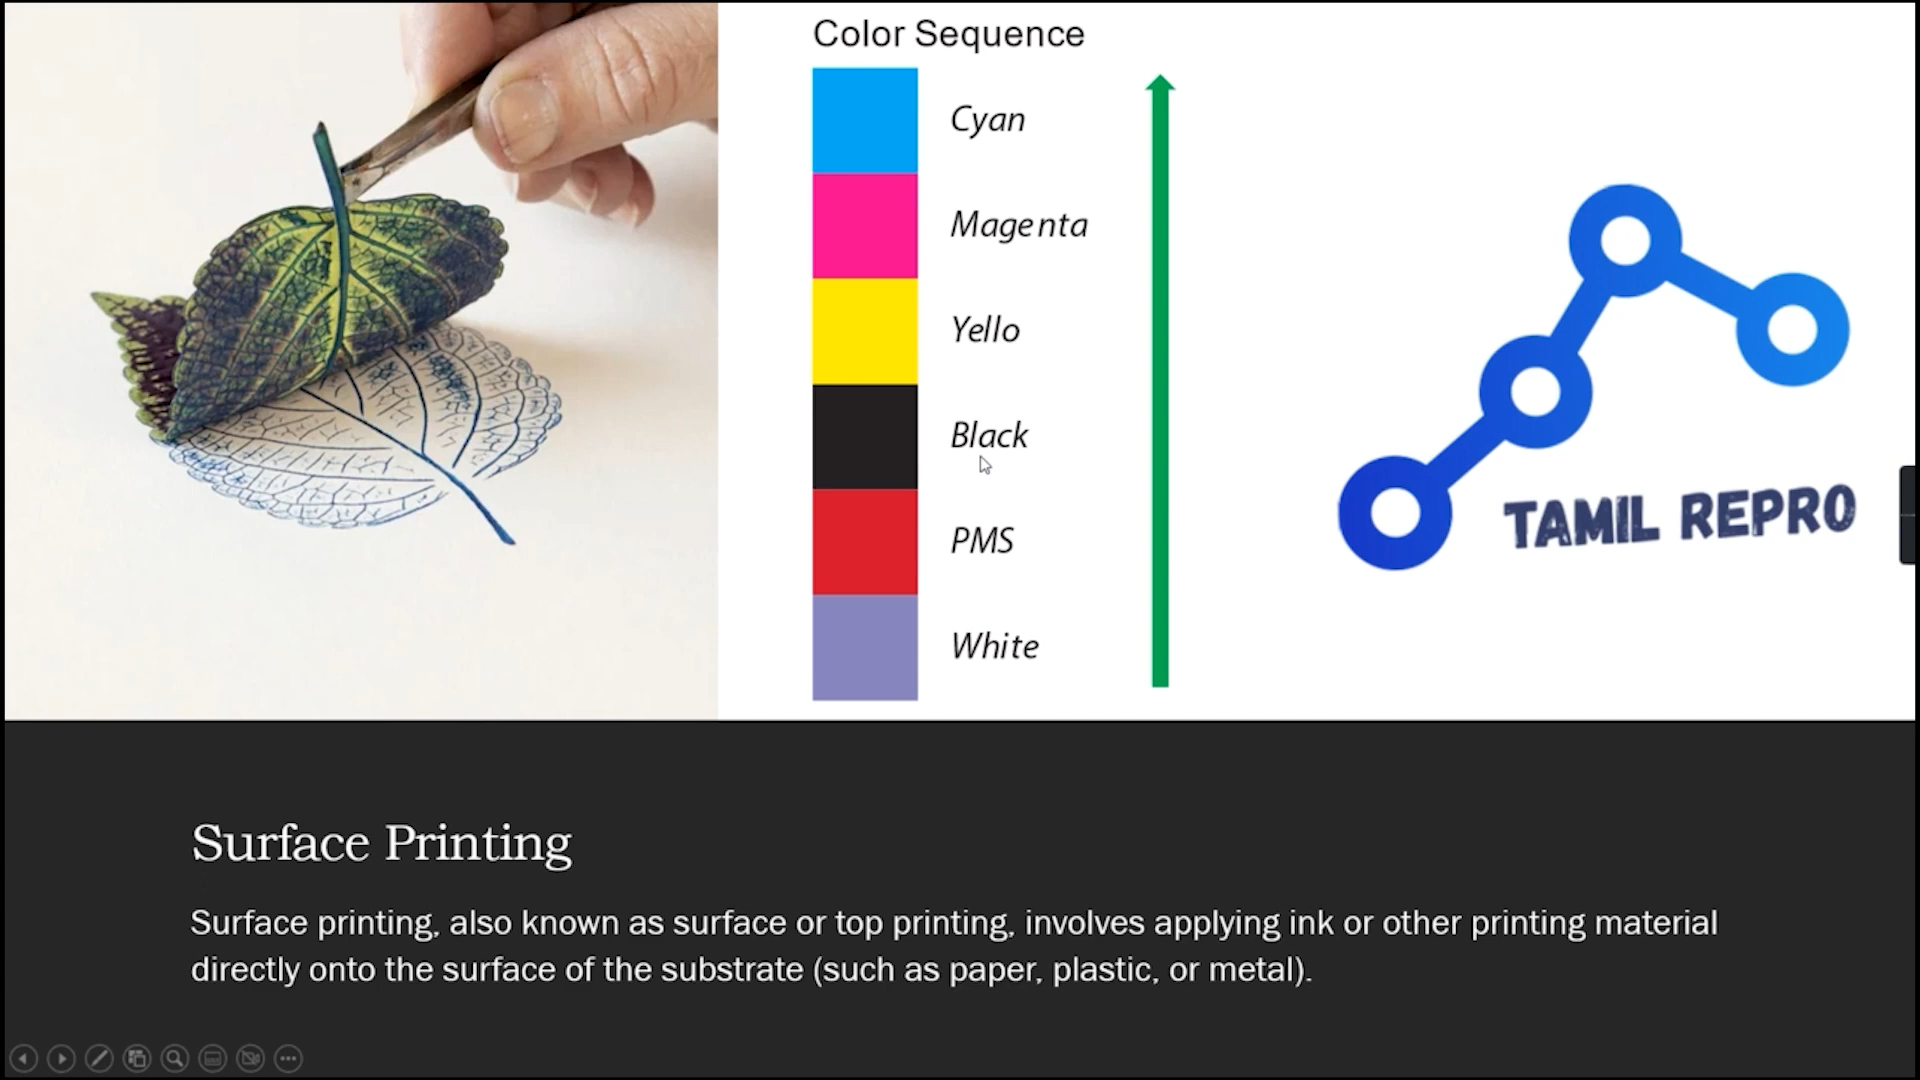 Color Sequence
Cyan
Magenta
Yello
Black
PMS
White
TAMIL REPRO
Surface Printing
Surface printing, also known as surface or top printing, involves applying ink or other printing material
directly onto the surface of the substrate (such as paper, plastic, or metal).